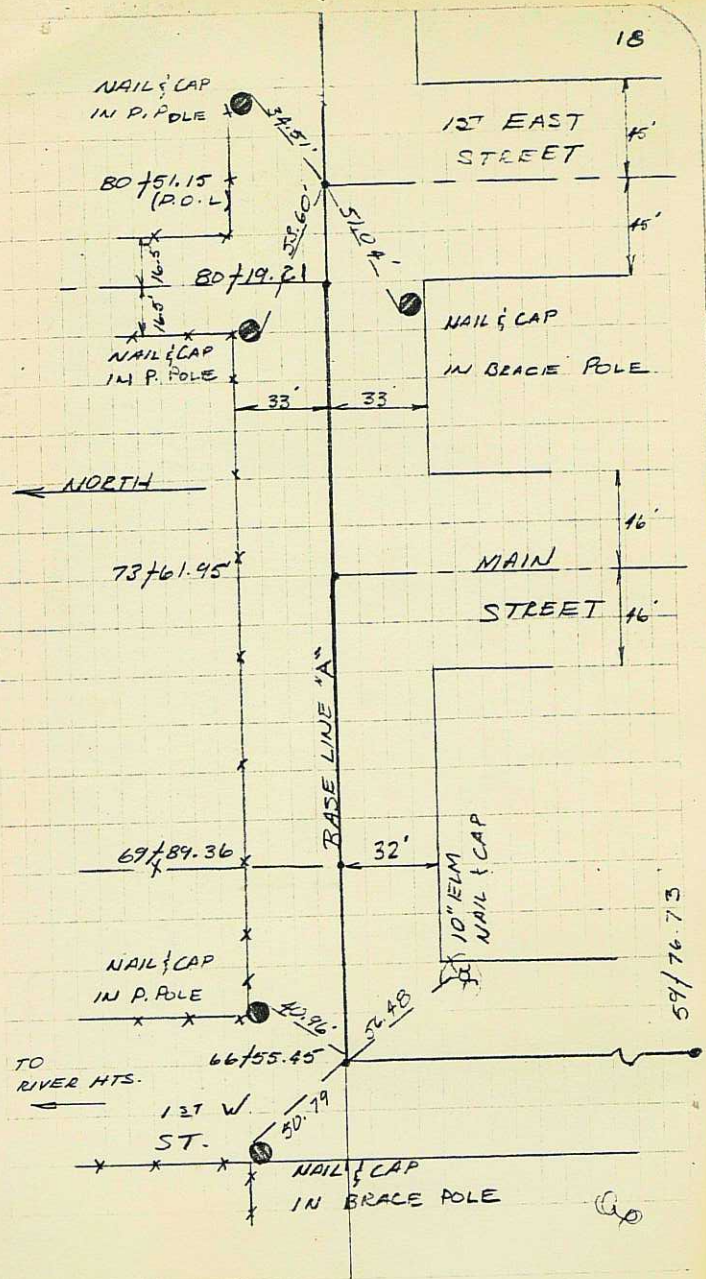 18
NAIL & CAP
IN P. POLE
34.51'
1ST EAST
STREET
45'
80+51.15
(P.O.L)
53.60'
51.04'
45'
16.5'
80+19.21
16.5'
NAIL & CAP
IN BRACE POLE
NAIL & CAP
IN P. POLE
33'
33'
NORTH
46'
73+61.95
MAIN
STREET
46'
BASE LINE "A"
69+89.36
32'
10" ELM
NAIL & CAP
59+76.73
NAIL & CAP
IN P. POLE
40.96
56.48
66+55.45
TO
RIVER HTS.
1ST W.
ST.
50.79
NAIL & CAP
IN BRACE POLE